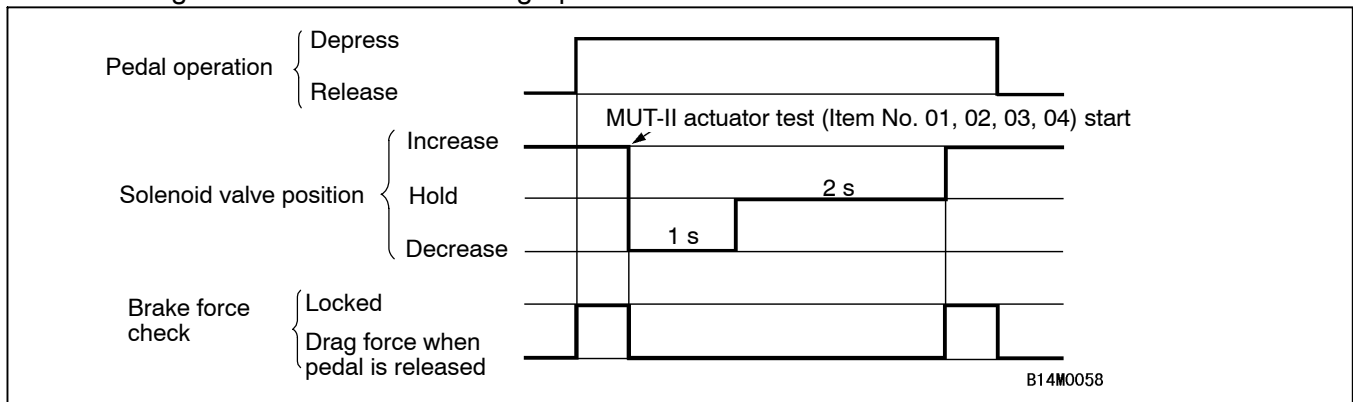 Depress
Pedal operation
Release
MUT-II actuator test (Item No. 01, 02, 03, 04) start
Increase
Solenoid valve position
Hold
2 s
1 s
Decrease
Brake force
check
Locked
Drag force when
pedal is released
B14M0058